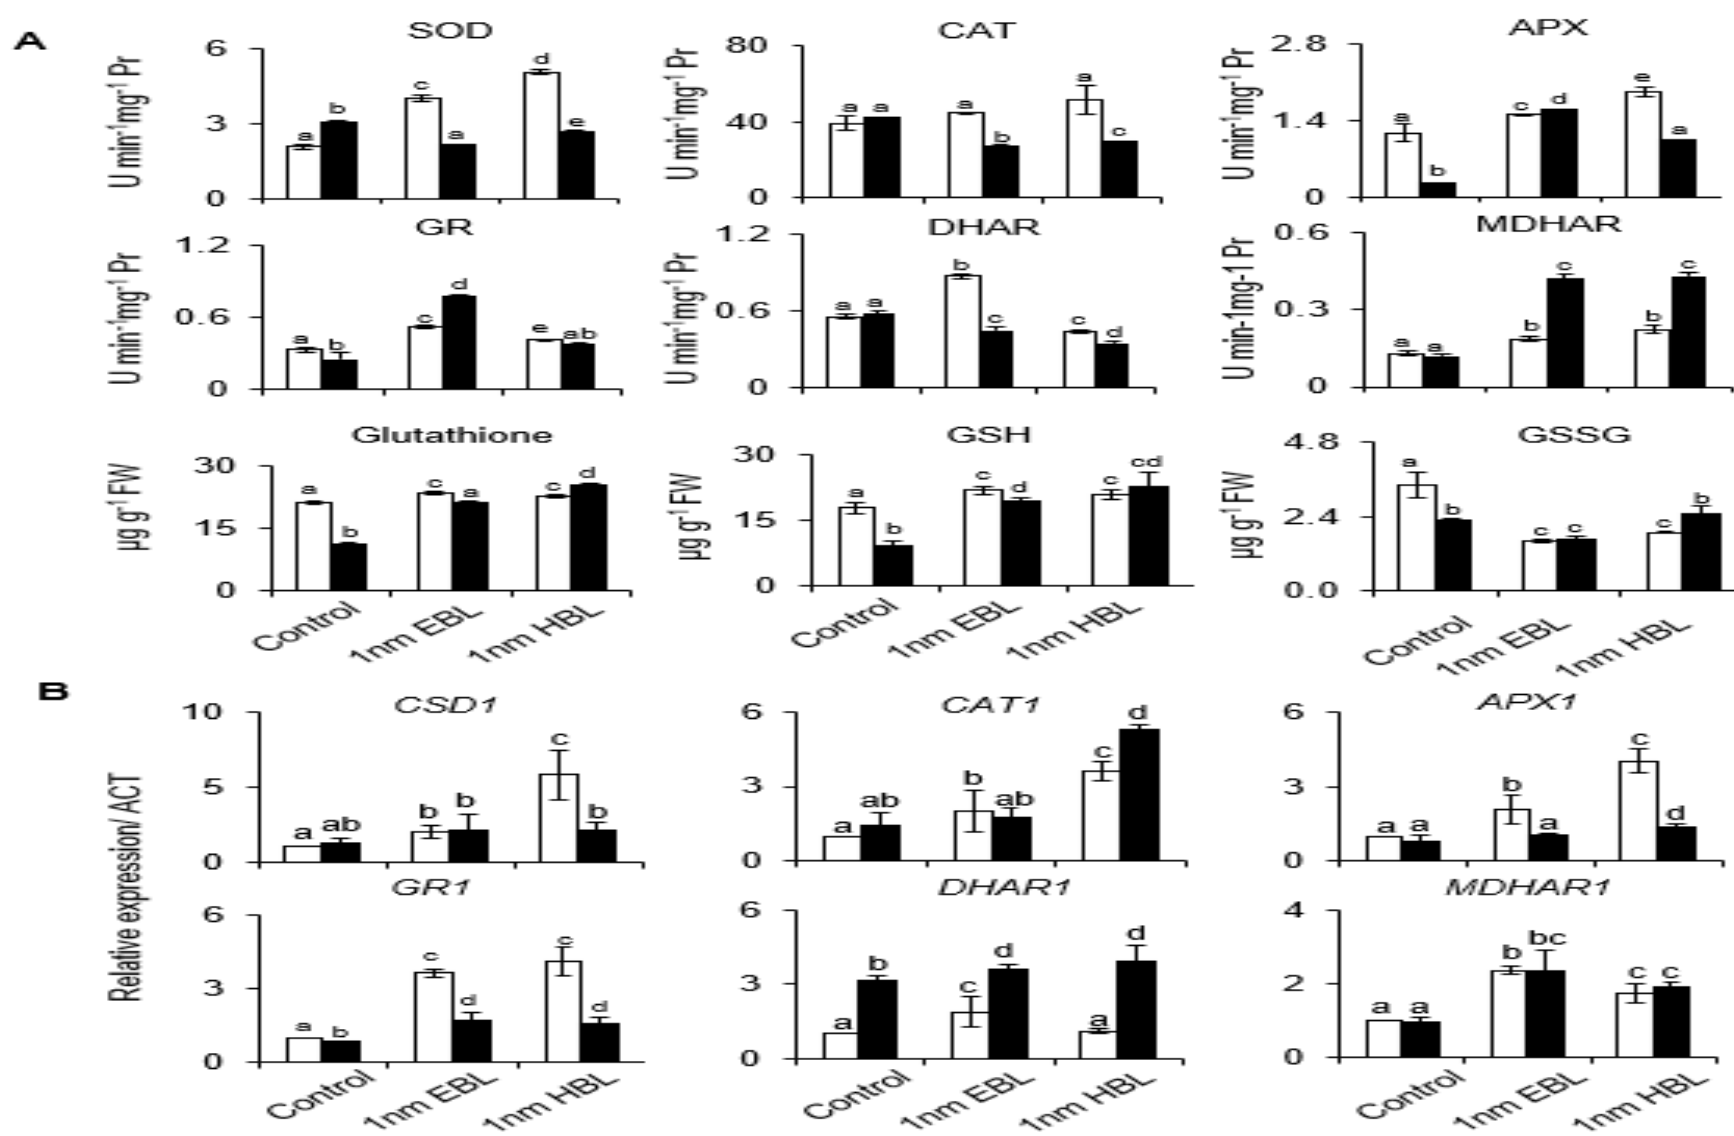 A
SOD
CAT
APX
U min-1mg-1 Pr
6
3
0
a
b
c
a
d
e
U min-1mg-1 Pr
80
40
0
a
a
a
b
a
c
U min-1mg-1 Pr
2.8
1.4
0
a
b
c
d
e
a
GR
DHAR
MDHAR
U min-1mg-1 Pr
1.2
0.6
0
a
b
c
d
e
ab
U min-1mg-1 Pr
1.2
0.6
0
a
a
b
c
c
d
U min-1mg-1 Pr
0.6
0.3
0
a
a
b
c
b
c
Glutathione
GSH
GSSG
µg g-1 FW
30
15
0
a
b
c
a
c
d
Control
1nm EBL
1nm HBL
µg g-1 FW
30
15
0
a
b
c
d
c
cd
Control
1nm EBL
1nm HBL
µg g-1 FW
4.8
2.4
0.0
a
b
c
c
c
b
Control
1nm EBL
1nm HBL
B
Relative expression/ ACT
CSD1
CAT1
APX1
10
5
0
a
ab
b
b
c
b
6
3
0
a
ab
b
ab
c
d
6
3
0
a
a
b
a
c
d
GR1
DHAR1
MDHAR1
6
3
0
a
b
c
d
c
d
Control
1nm EBL
1nm HBL
6
3
0
a
b
c
d
a
d
Control
1nm EBL
1nm HBL
4
2
0
a
a
b
bc
c
c
Control
1nm EBL
1nm HBL